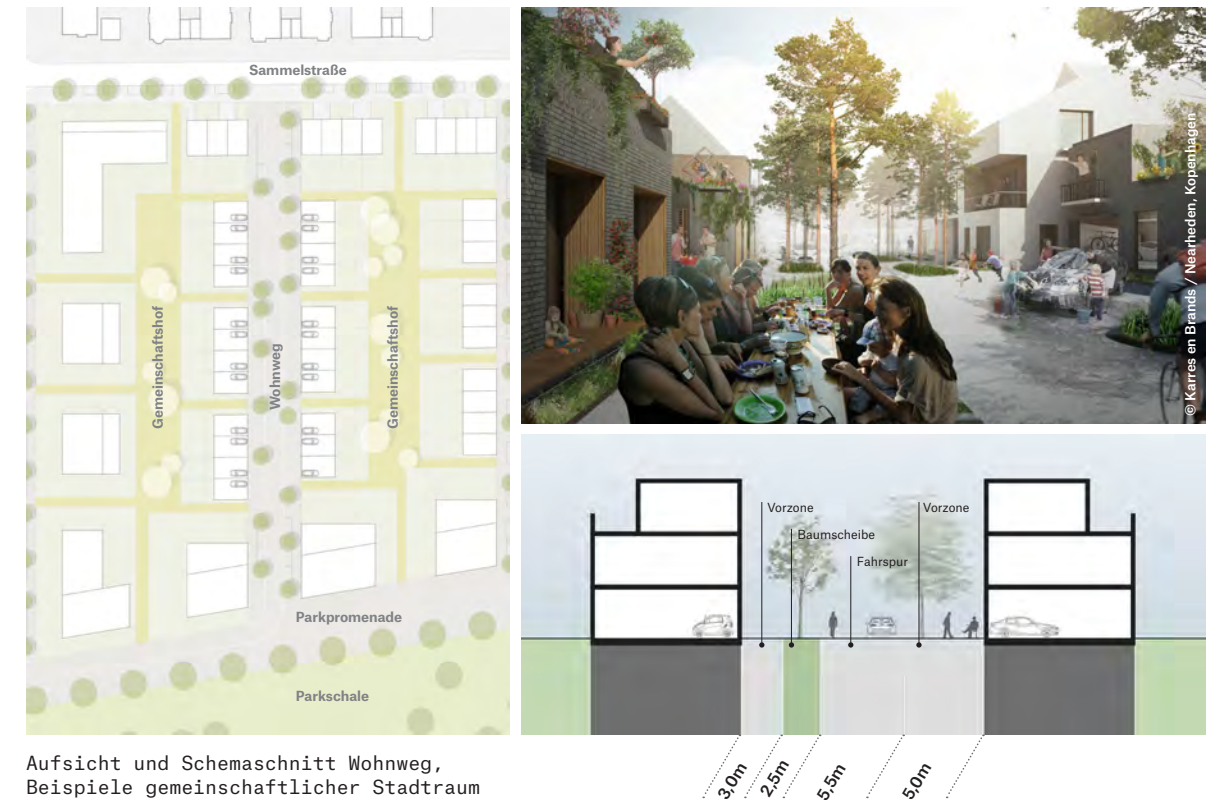 Sammelstraße
Gemeinschaftshof
Wohnweg
Gemeinschaftshof
Parkpromenade
Parkschale
© Karres en Brands / Nearheden, Kopenhagen
Vorzone
Baumscheibe
Fahrspur
Vorzone
3,0m
2,5m
5,5m
5,0m
Aufsicht und Schemaschnitt Wohnweg,
Beispiele gemeinschaftlicher Stadtraum